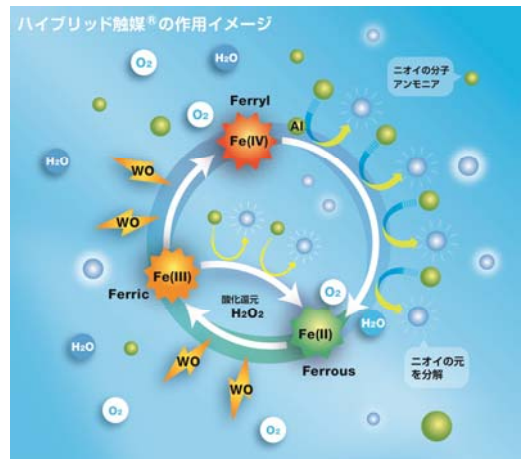 ハイブリッド触媒®の作用イメージ
O₂
H₂O
ニオイの分子
アンモニア
Ferryl
O₂
Fe(IV)
Al
H₂O
WO
WO
Fe(III)
Ferric
酸化還元
H₂O₂
O₂
Fe(II)
H₂O
Ferrous
H₂O
WO
WO
ニオイの元
を分解
O₂
O₂